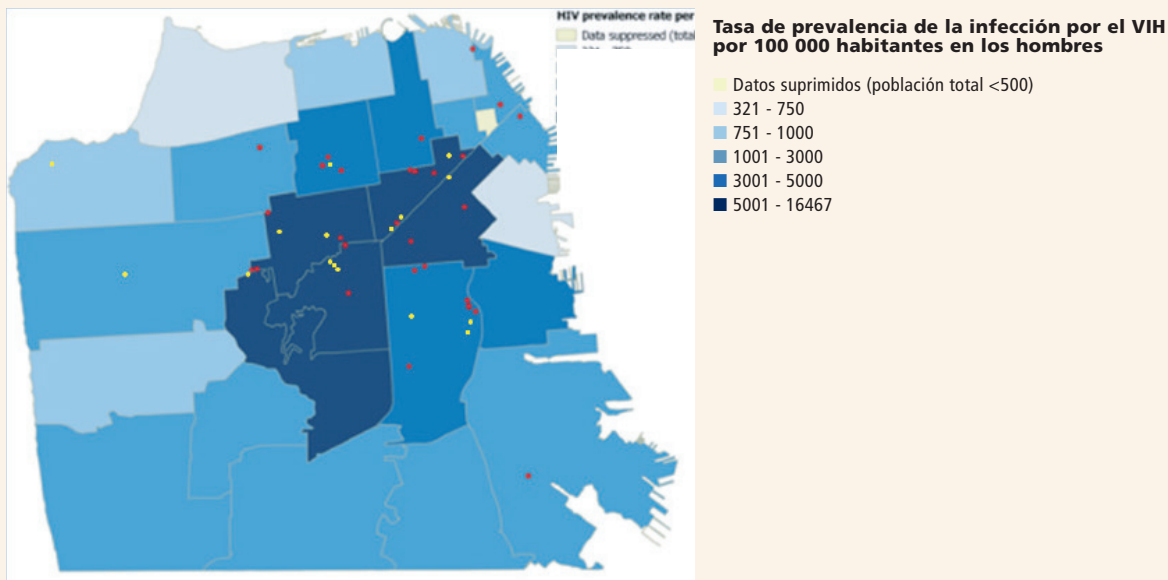 HIV prevalence rate per
Data suppressed (total
Tasa de prevalencia de la infección por el VIH
por 100 000 habitantes en los hombres
Datos suprimidos (población total <500)
321 - 750
751 - 1000
1001 - 3000
3001 - 5000
5001 - 16467